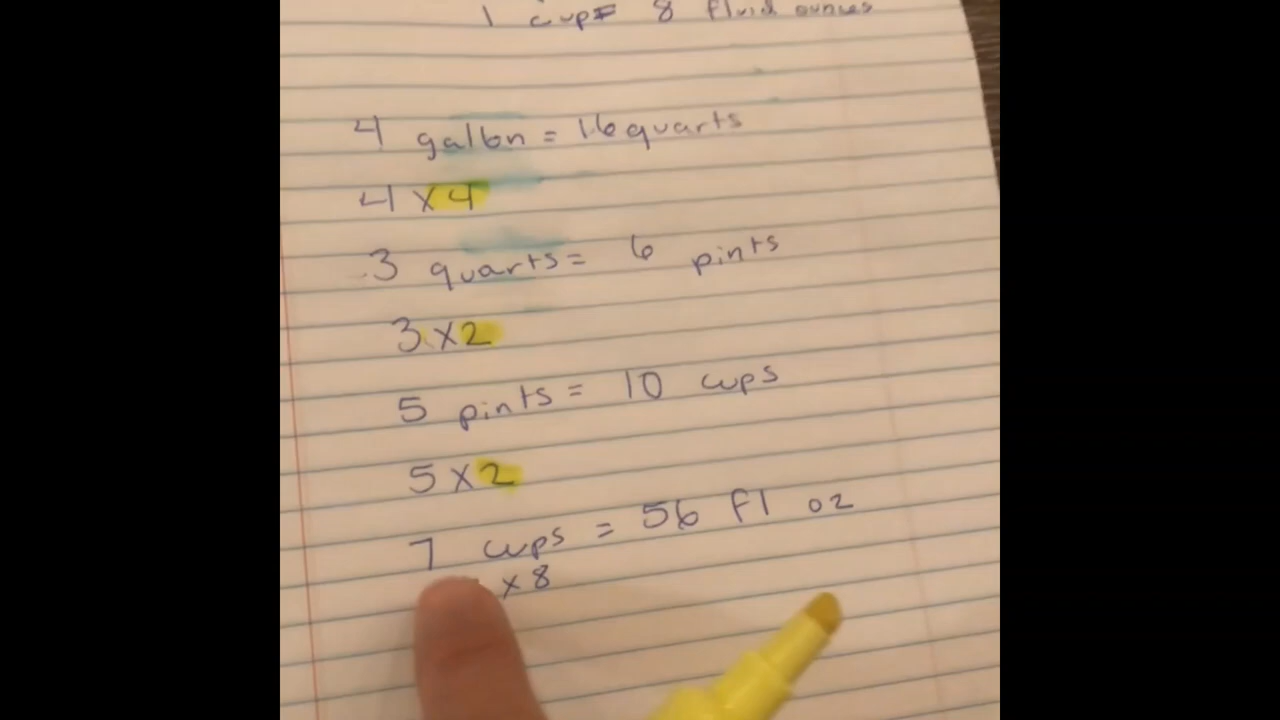 1 cup= 8 fluid ounces
4 gallon = 16 quarts
4 x 4
3 quarts = 6 pints
3 x 2
5 pints = 10 cups
5 x 2
7 cups = 56 fl oz
x 8